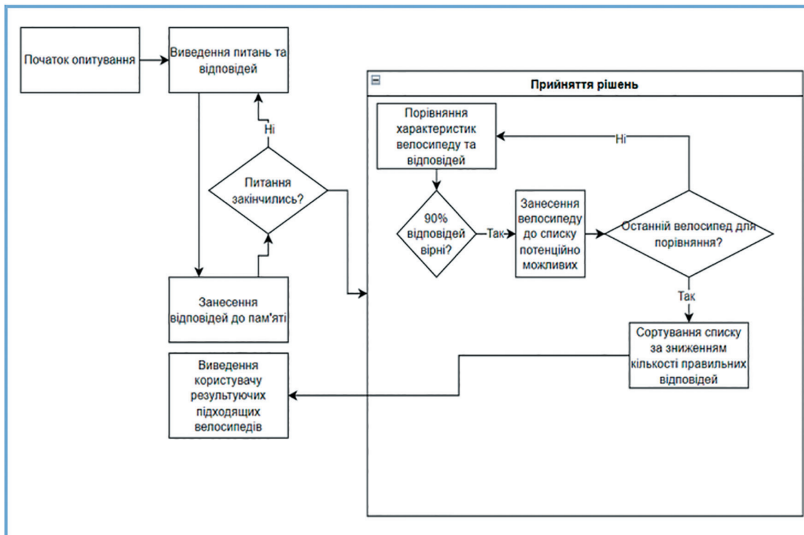 Початок опитування
Виведення питань та
відповідей
Ні
Питання
закінчились?
Занесення
відповідей до пам'яті
Виведення
користувачу
результуючих
підходящих
велосипедів
Прийняття рішень
Порівняння
характеристик
велосипеду та
відповідей
Ні
90%
відповідей
вірні?
Так
Занесення
велосипеду
до списку
потенційно
можливих
Останній велосипед для
порівняння?
Так
Сортування списку
за зниженням
кількості правильних
відповідей